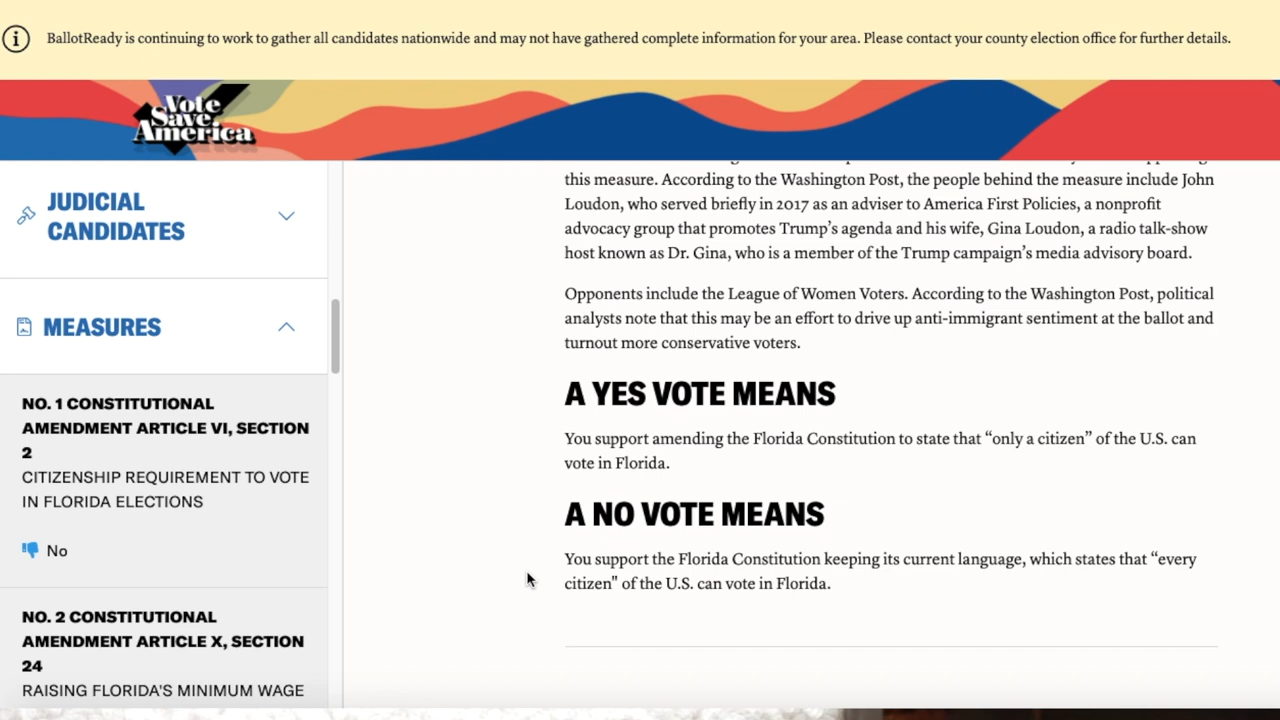 BallotReady is continuing to work to gather all candidates nationwide and may not have gathered complete information for your area. Please contact your county election office for further details.
Vote
Save
America
JUDICIAL
CANDIDATES
MEASURES
NO. 1 CONSTITUTIONAL
AMENDMENT ARTICLE VI, SECTION
2
CITIZENSHIP REQUIREMENT TO VOTE
IN FLORIDA ELECTIONS
No
NO. 2 CONSTITUTIONAL
AMENDMENT ARTICLE X, SECTION
24
RAISING FLORIDA'S MINIMUM WAGE
this measure. According to the Washington Post, the people behind the measure include John
Loudon, who served briefly in 2017 as an adviser to America First Policies, a nonprofit
advocacy group that promotes Trump’s agenda and his wife, Gina Loudon, a radio talk-show
host known as Dr. Gina, who is a member of the Trump campaign’s media advisory board.
Opponents include the League of Women Voters. According to the Washington Post, political
analysts note that this may be an effort to drive up anti-immigrant sentiment at the ballot and
turnout more conservative voters.
A YES VOTE MEANS
You support amending the Florida Constitution to state that “only a citizen” of the U.S. can
vote in Florida.
A NO VOTE MEANS
You support the Florida Constitution keeping its current language, which states that “every
citizen" of the U.S. can vote in Florida.